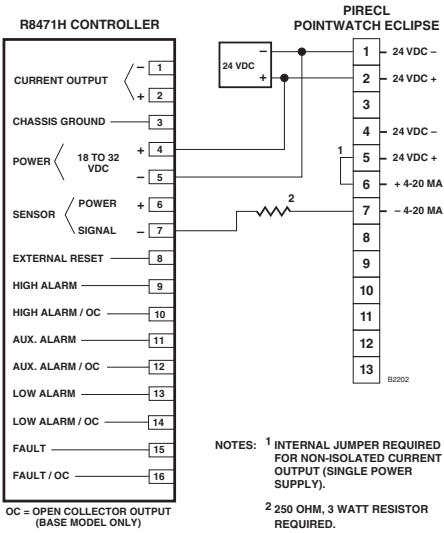 PIRECL
R8471H CONTROLLER
POINTWATCH ECLIPSE
24 VDC
−
+
CURRENT OUTPUT
− 1
+ 2
CHASSIS GROUND 3
POWER 18 TO 32 VDC
+ 4
− 5
SENSOR
POWER + 6
SIGNAL − 7
EXTERNAL RESET 8
HIGH ALARM 9
HIGH ALARM / OC 10
AUX. ALARM 11
AUX. ALARM / OC 12
LOW ALARM 13
LOW ALARM / OC 14
FAULT 15
FAULT / OC 16
OC = OPEN COLLECTOR OUTPUT
(BASE MODEL ONLY)
2
1
1 24 VDC −
2 24 VDC +
3
4 24 VDC −
5 24 VDC +
6 + 4-20 MA
7 − 4-20 MA
8
9
10
11
12
13
B2202
NOTES: 1 INTERNAL JUMPER REQUIRED
FOR NON-ISOLATED CURRENT
OUTPUT (SINGLE POWER
SUPPLY).
2 250 OHM, 3 WATT RESISTOR
REQUIRED.